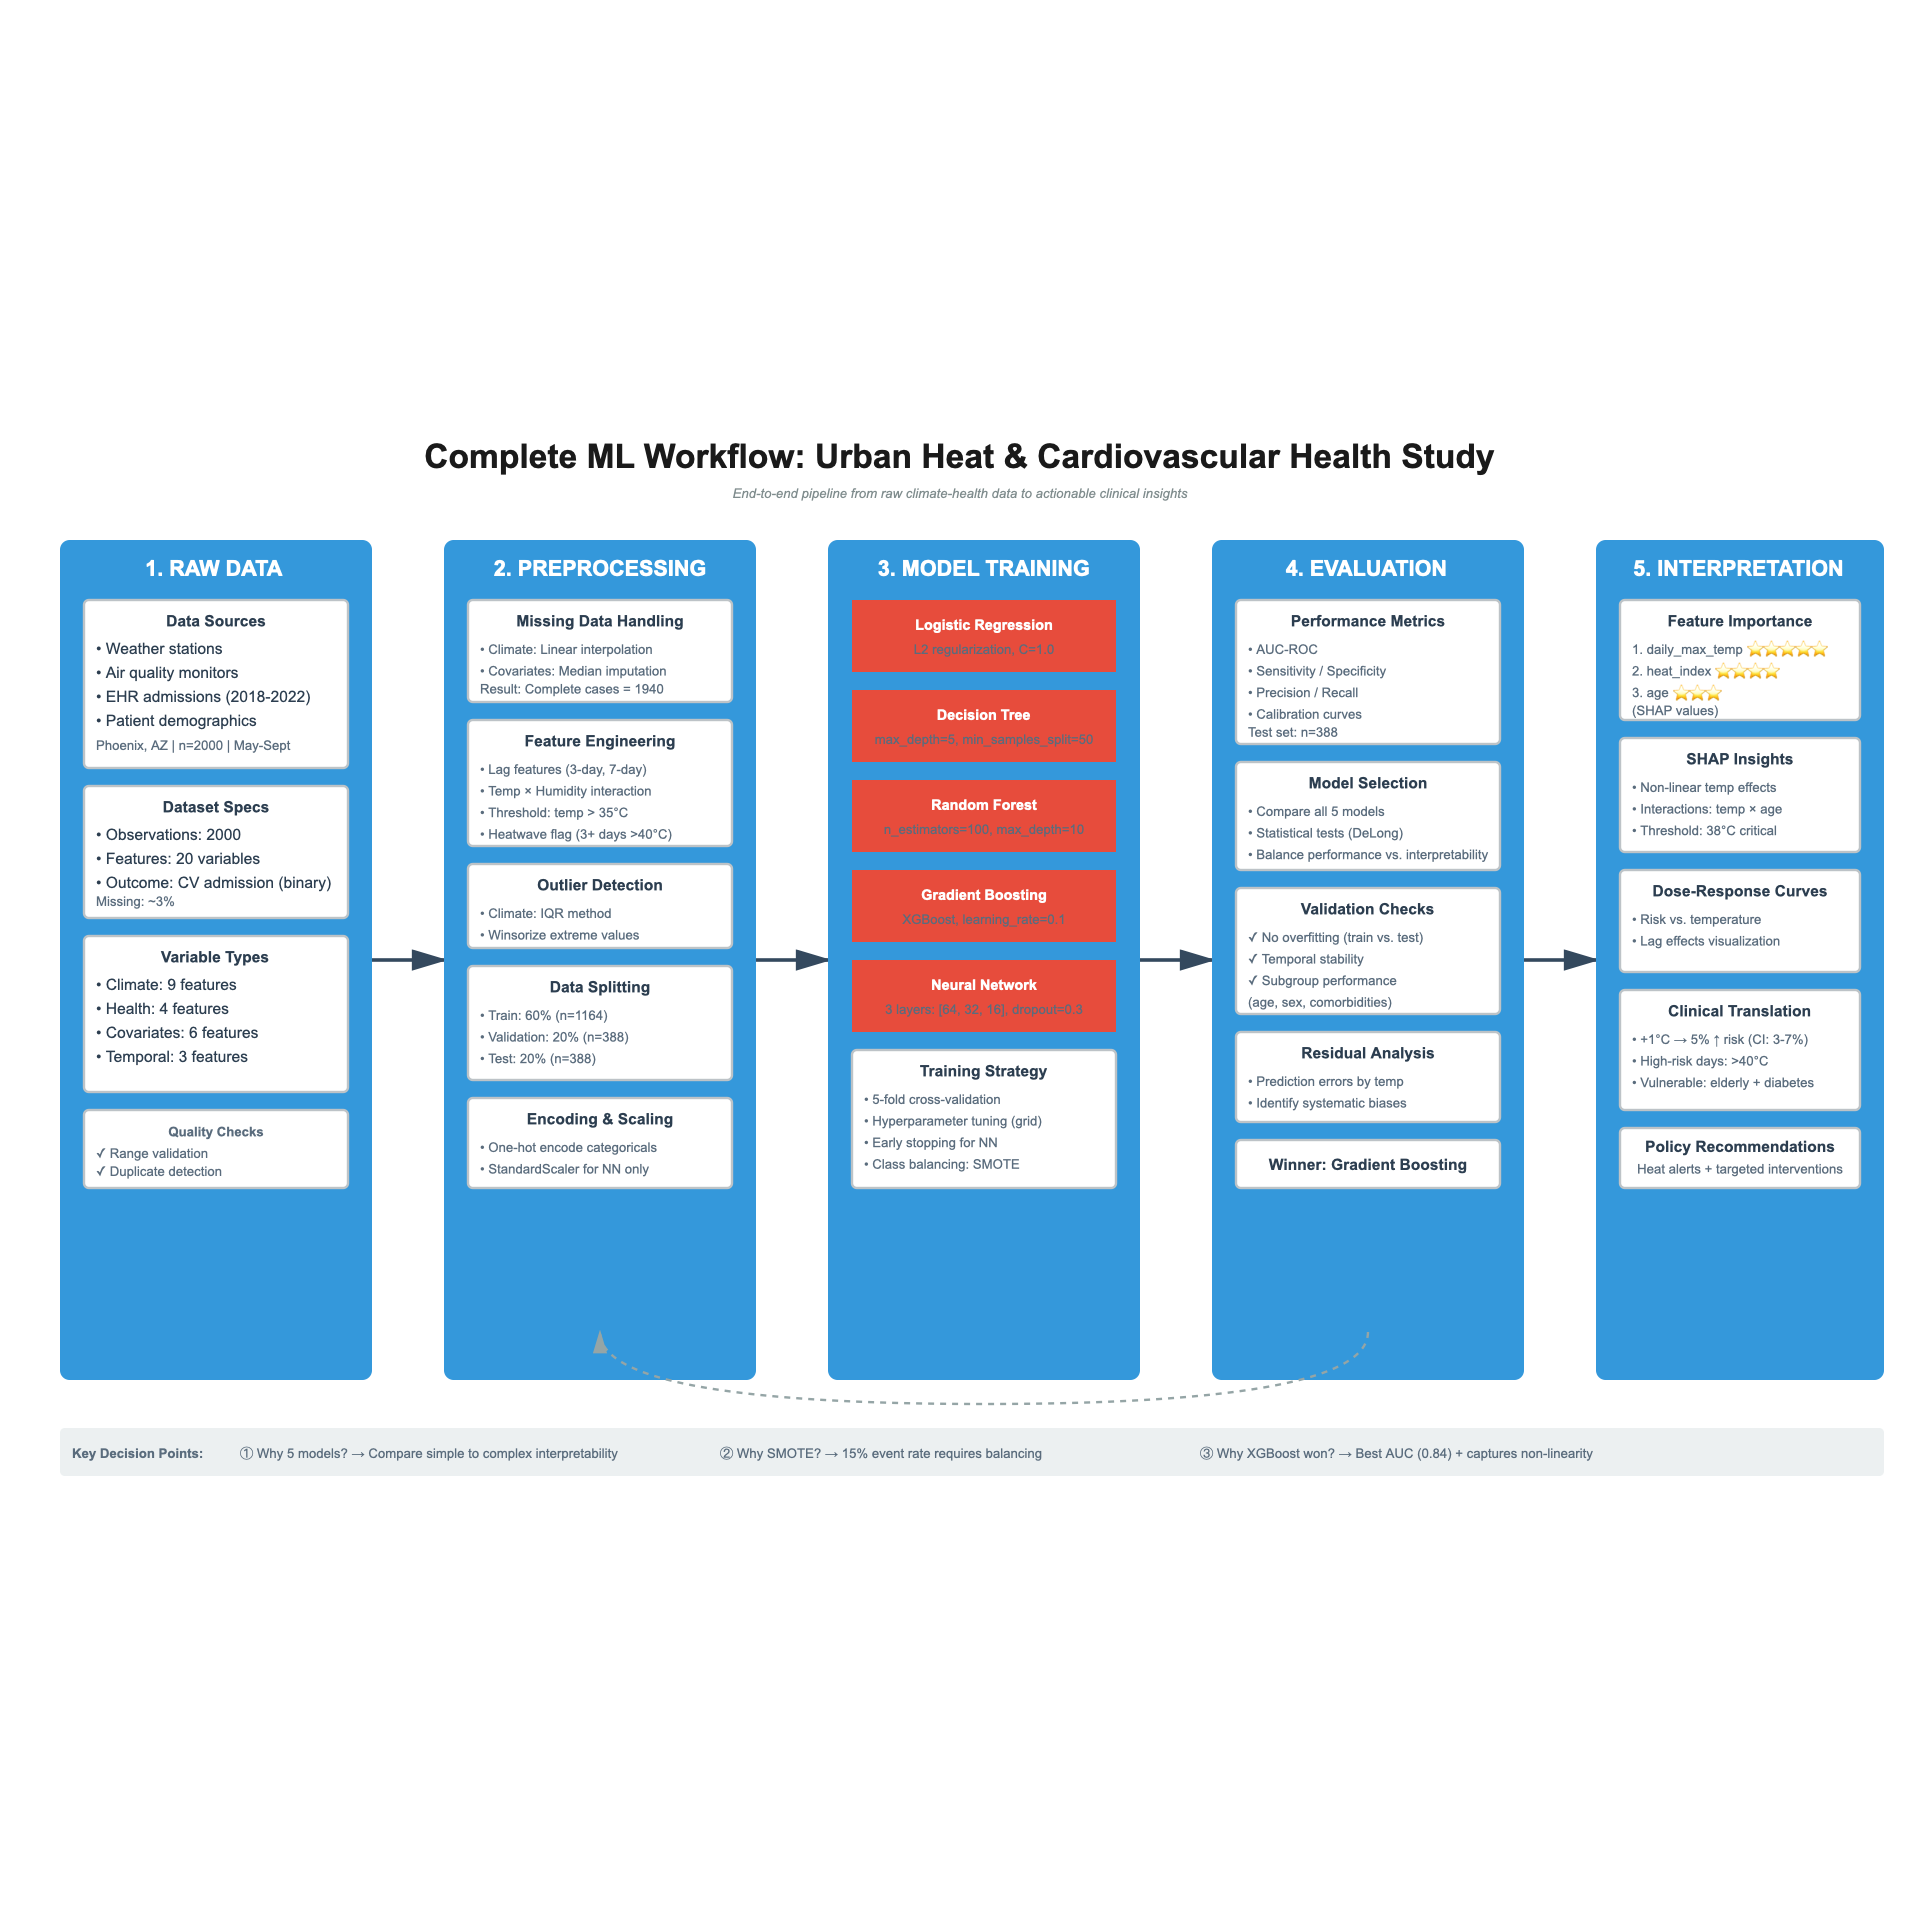 Complete ML Workflow: Urban Heat & Cardiovascular Health Study
End-to-end pipeline from raw climate-health data to actionable clinical insights
1. RAW DATA
Data Sources
• Weather stations
• Air quality monitors
• EHR admissions (2018-2022)
• Patient demographics
Phoenix, AZ | n=2000 | May-Sept
Dataset Specs
• Observations: 2000
• Features: 20 variables
• Outcome: CV admission (binary)
Missing: ~3%
Variable Types
• Climate: 9 features
• Health: 4 features
• Covariates: 6 features
• Temporal: 3 features
Quality Checks
✓ Range validation
✓ Duplicate detection
2. PREPROCESSING
Missing Data Handling
• Climate: Linear interpolation
• Covariates: Median imputation
Result: Complete cases = 1940
Feature Engineering
• Lag features (3-day, 7-day)
• Temp × Humidity interaction
• Threshold: temp > 35°C
• Heatwave flag (3+ days >40°C)
Outlier Detection
• Climate: IQR method
• Winsorize extreme values
Data Splitting
• Train: 60% (n=1164)
• Validation: 20% (n=388)
• Test: 20% (n=388)
Encoding & Scaling
• One-hot encode categoricals
• StandardScaler for NN only
3. MODEL TRAINING
Logistic Regression
L2 regularization, C=1.0
Decision Tree
max_depth=5, min_samples_split=50
Random Forest
n_estimators=100, max_depth=10
Gradient Boosting
XGBoost, learning_rate=0.1
Neural Network
3 layers: [64, 32, 16], dropout=0.3
Training Strategy
• 5-fold cross-validation
• Hyperparameter tuning (grid)
• Early stopping for NN
• Class balancing: SMOTE
4. EVALUATION
Performance Metrics
• AUC-ROC
• Sensitivity / Specificity
• Precision / Recall
• Calibration curves
Test set: n=388
Model Selection
• Compare all 5 models
• Statistical tests (DeLong)
• Balance performance vs. interpretability
Validation Checks
✓ No overfitting (train vs. test)
✓ Temporal stability
✓ Subgroup performance
(age, sex, comorbidities)
Residual Analysis
• Prediction errors by temp
• Identify systematic biases
Winner: Gradient Boosting
5. INTERPRETATION
Feature Importance
1. daily_max_temp ⭐⭐⭐⭐⭐
2. heat_index ⭐⭐⭐⭐
3. age ⭐⭐⭐
(SHAP values)
SHAP Insights
• Non-linear temp effects
• Interactions: temp × age
• Threshold: 38°C critical
Dose-Response Curves
• Risk vs. temperature
• Lag effects visualization
Clinical Translation
• +1°C → 5% ↑ risk (CI: 3-7%)
• High-risk days: >40°C
• Vulnerable: elderly + diabetes
Policy Recommendations
Heat alerts + targeted interventions
Key Decision Points: ① Why 5 models? → Compare simple to complex interpretability ② Why SMOTE? → 15% event rate requires balancing ③ Why XGBoost won? → Best AUC (0.84) + captures non-linearity